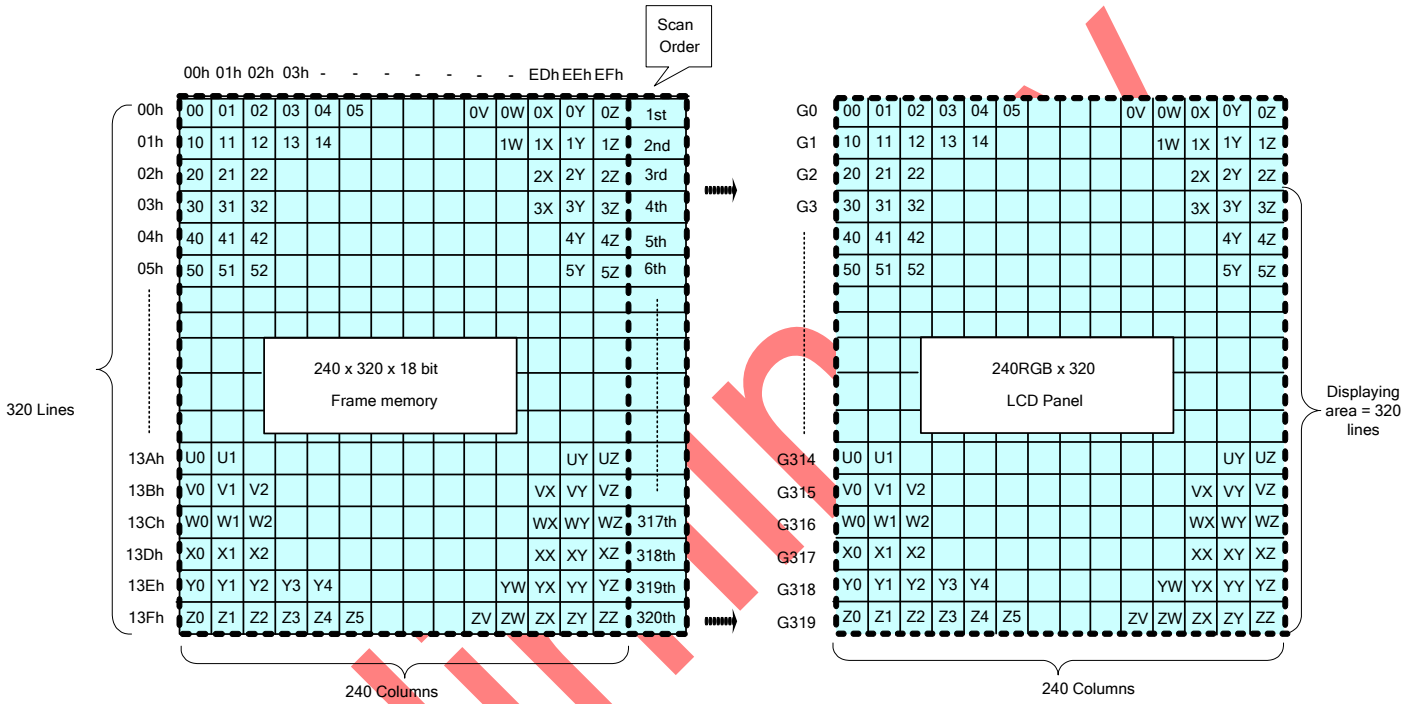 Scan
Order
00h 01h 02h 03h - - - - - - - EDh EEh EFh
00h 00 01 02 03 04 05 0V 0W 0X 0Y 0Z 1st
01h 10 11 12 13 14 1W 1X 1Y 1Z 2nd
02h 20 21 22 2X 2Y 2Z 3rd
03h 30 31 32 3X 3Y 3Z 4th
04h 40 41 42 4Y 4Z 5th
05h 50 51 52 5Y 5Z 6th
240 x 320 x 18 bit
Frame memory
320 Lines
13Ah U0 U1 UY UZ
13Bh V0 V1 V2 VX VY VZ
13Ch W0 W1 W2 WX WY WZ 317th
13Dh X0 X1 X2 XX XY XZ 318th
13Eh Y0 Y1 Y2 Y3 Y4 YW YX YY YZ 319th
13Fh Z0 Z1 Z2 Z3 Z4 Z5 ZV ZW ZX ZY ZZ 320th
240 Columns
G0 00 01 02 03 04 05 0V 0W 0X 0Y 0Z
G1 10 11 12 13 14 1W 1X 1Y 1Z
G2 20 21 22 2X 2Y 2Z
G3 30 31 32 3X 3Y 3Z
40 41 42 4Y 4Z
50 51 52 5Y 5Z
240RGB x 320
LCD Panel
Displaying
area = 320
lines
G314 U0 U1 UY UZ
G315 V0 V1 V2 VX VY VZ
G316 W0 W1 W2 WX WY WZ
G317 X0 X1 X2 XX XY XZ
G318 Y0 Y1 Y2 Y3 Y4 YW YX YY YZ
G319 Z0 Z1 Z2 Z3 Z4 Z5 ZV ZW ZX ZY ZZ
240 Columns